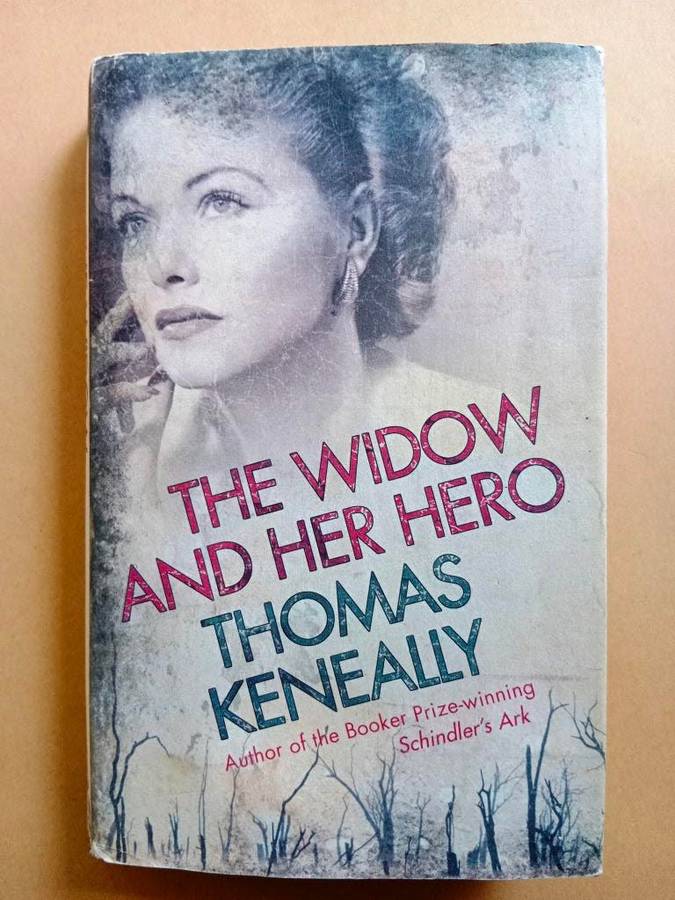 THE WIDOW
AND HER HERO
THOMAS
KENEALLY
Author of the Booker Prize-winning
Schindler's Ark